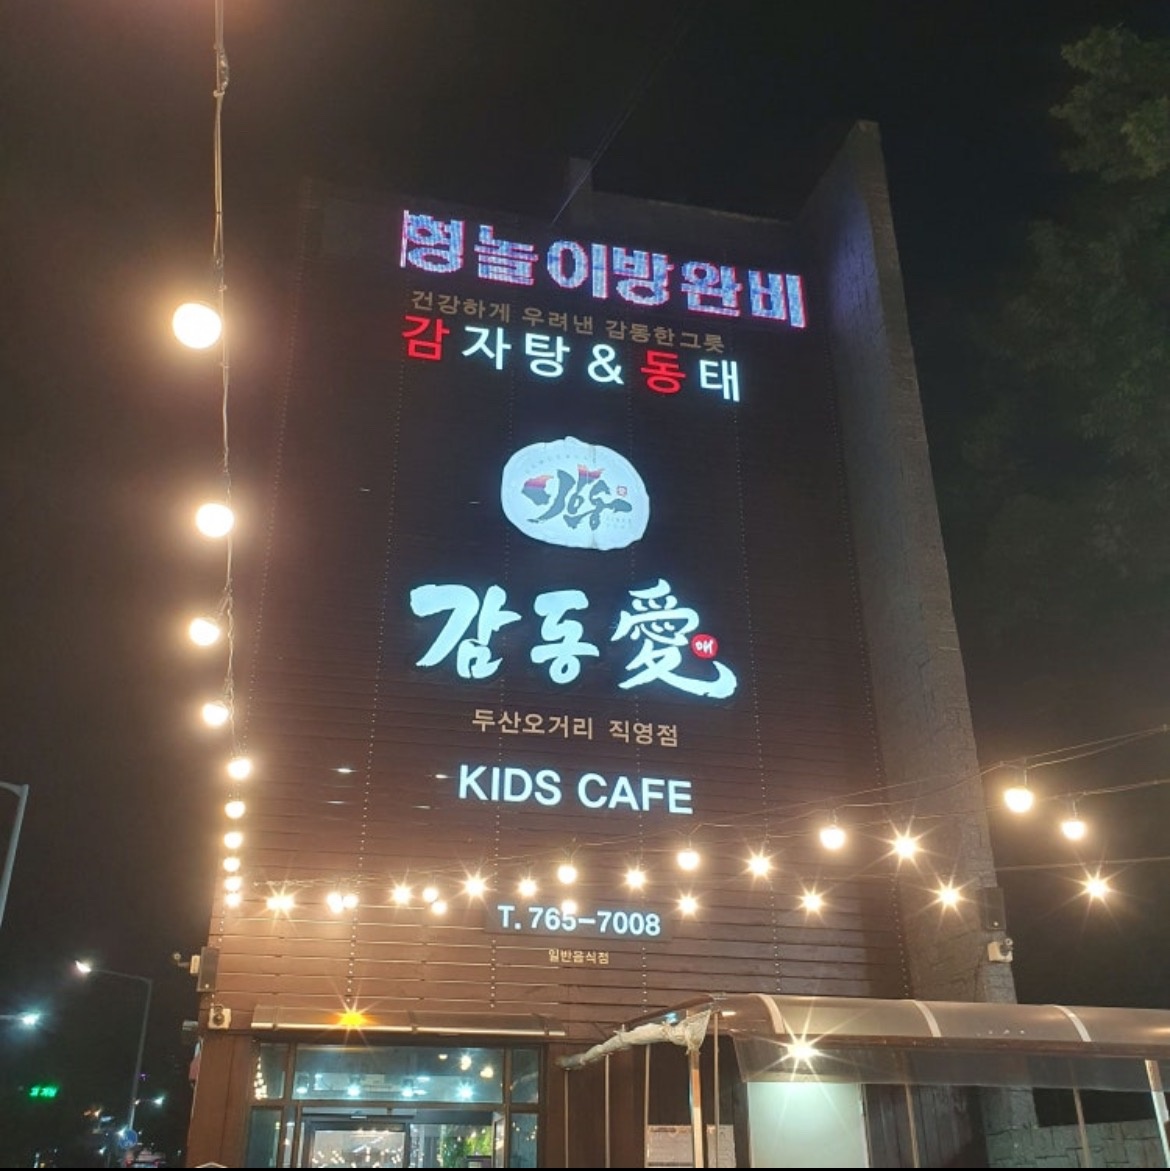 형놀이방완비
건강하게 우려낸 감동한그릇
감자탕 & 동태
감동
감동愛
애
두산오거리 직영점
KIDS CAFE
T. 765-7008
일반음식점